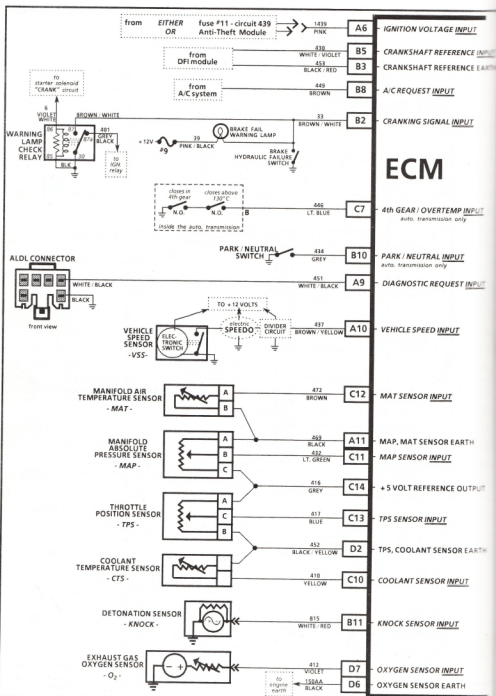 from EITHER OR fuse #11 - circuit 439 Anti-Theft Module
1439
PINK
A6
IGNITION VOLTAGE INPUT
from DFI module
430
WHITE / VIOLET
B5
CRANKSHAFT REFERENCE
453
BLACK / RED
B3
CRANKSHAFT REFERENCE
from A/C system
449
BROWN
B8
A/C REQUEST INPUT
to starter solenoid "CRANK" circuit
6
VIOLET WHITE
BROWN / WHITE
33
BROWN / WHITE
B2
CRANKING SIGNAL INPUT
WARNING LAMP CHECK RELAY
86
87
87a
85
30
BLK
481
GREY BLACK
to IGN. relay
+ 12V
#9
39
PINK / BLACK
BRAKE FAIL WARNING LAMP
BRAKE HYDRAULIC FAILURE SWITCH
ECM
closes in 4th gear
closes above 130°C
N.O.
N.O.
B
inside the auto. transmission
446
LT. BLUE
C7
4th GEAR / OVERTEMP INPUT
auto. transmission only
PARK / NEUTRAL SWITCH
434
GREY
B10
PARK / NEUTRAL INPUT
auto. transmission only
ALDL CONNECTOR
WHITE / BLACK
451
WHITE / BLACK
A9
DIAGNOSTIC REQUEST INPUT
BLACK
front view
TO + 12 VOLTS
VEHICLE SPEED SENSOR
-VSS-
ELEC-TRONIC SWITCH
electric SPEEDO
DIVIDER CIRCUIT
437
BROWN / YELLOW
A10
VEHICLE SPEED INPUT
MANIFOLD AIR TEMPERATURE SENSOR
- MAT -
A
B
472
BROWN
C12
MAT SENSOR INPUT
MANIFOLD ABSOLUTE PRESSURE SENSOR
- MAP -
A
B
C
469
BLACK
A11
MAP, MAT SENSOR EARTH
432
LT. GREEN
C11
MAP SENSOR INPUT
416
GREY
C14
+ 5 VOLT REFERENCE OUTPUT
THROTTLE POSITION SENSOR
- TPS -
A
C
B
417
BLUE
C13
TPS SENSOR INPUT
452
BLACK / YELLOW
D2
TPS, COOLANT SENSOR EARTH
COOLANT TEMPERATURE SENSOR
- CTS -
410
YELLOW
C10
COOLANT SENSOR INPUT
DETONATION SENSOR
- KNOCK -
815
WHITE / RED
B11
KNOCK SENSOR INPUT
EXHAUST GAS OXYGEN SENSOR
- O2 -
412
VIOLET
D7
OXYGEN SENSOR INPUT
to engine earth
150AA
BLACK
D6
OXYGEN SENSOR EARTH